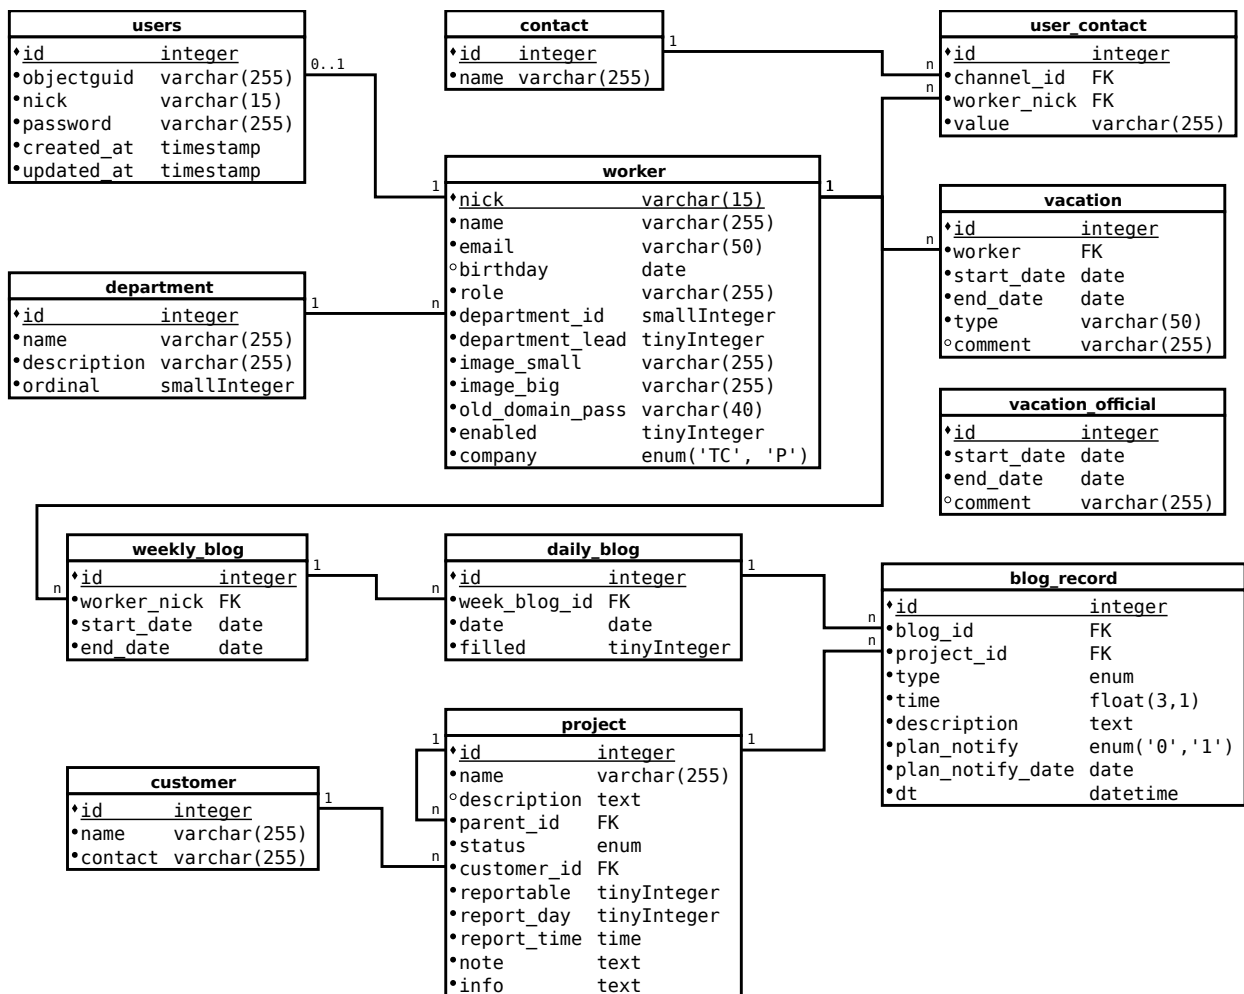 users
id integer
objectguid varchar(255)
nick varchar(15)
password varchar(255)
created_at timestamp
updated_at timestamp
0..1
contact
id integer
name varchar(255)
1
user_contact
id integer
channel_id FK
worker_nick FK
value varchar(255)
n
n
worker
nick varchar(15)
name varchar(255)
email varchar(50)
birthday date
role varchar(255)
department_id smallInteger
department_lead tinyInteger
image_small varchar(255)
image_big varchar(255)
old_domain_pass varchar(40)
enabled tinyInteger
company enum('TC', 'P')
1
1
n
vacation
id integer
worker FK
start_date date
end_date date
type varchar(50)
comment varchar(255)
n
department
id integer
name varchar(255)
description varchar(255)
ordinal smallInteger
1
vacation_official
id integer
start_date date
end_date date
comment varchar(255)
weekly_blog
id integer
worker_nick FK
start_date date
end_date date
n
1
daily_blog
id integer
week_blog_id FK
date date
filled tinyInteger
n
1
blog_record
id integer
blog_id FK
project_id FK
type enum
time float(3,1)
description text
plan_notify enum('0','1')
plan_notify_date date
dt datetime
n
n
customer
id integer
name varchar(255)
contact varchar(255)
1
project
id integer
name varchar(255)
description text
parent_id FK
status enum
customer_id FK
reportable tinyInteger
report_day tinyInteger
report_time time
note text
info text
1
n
n
1